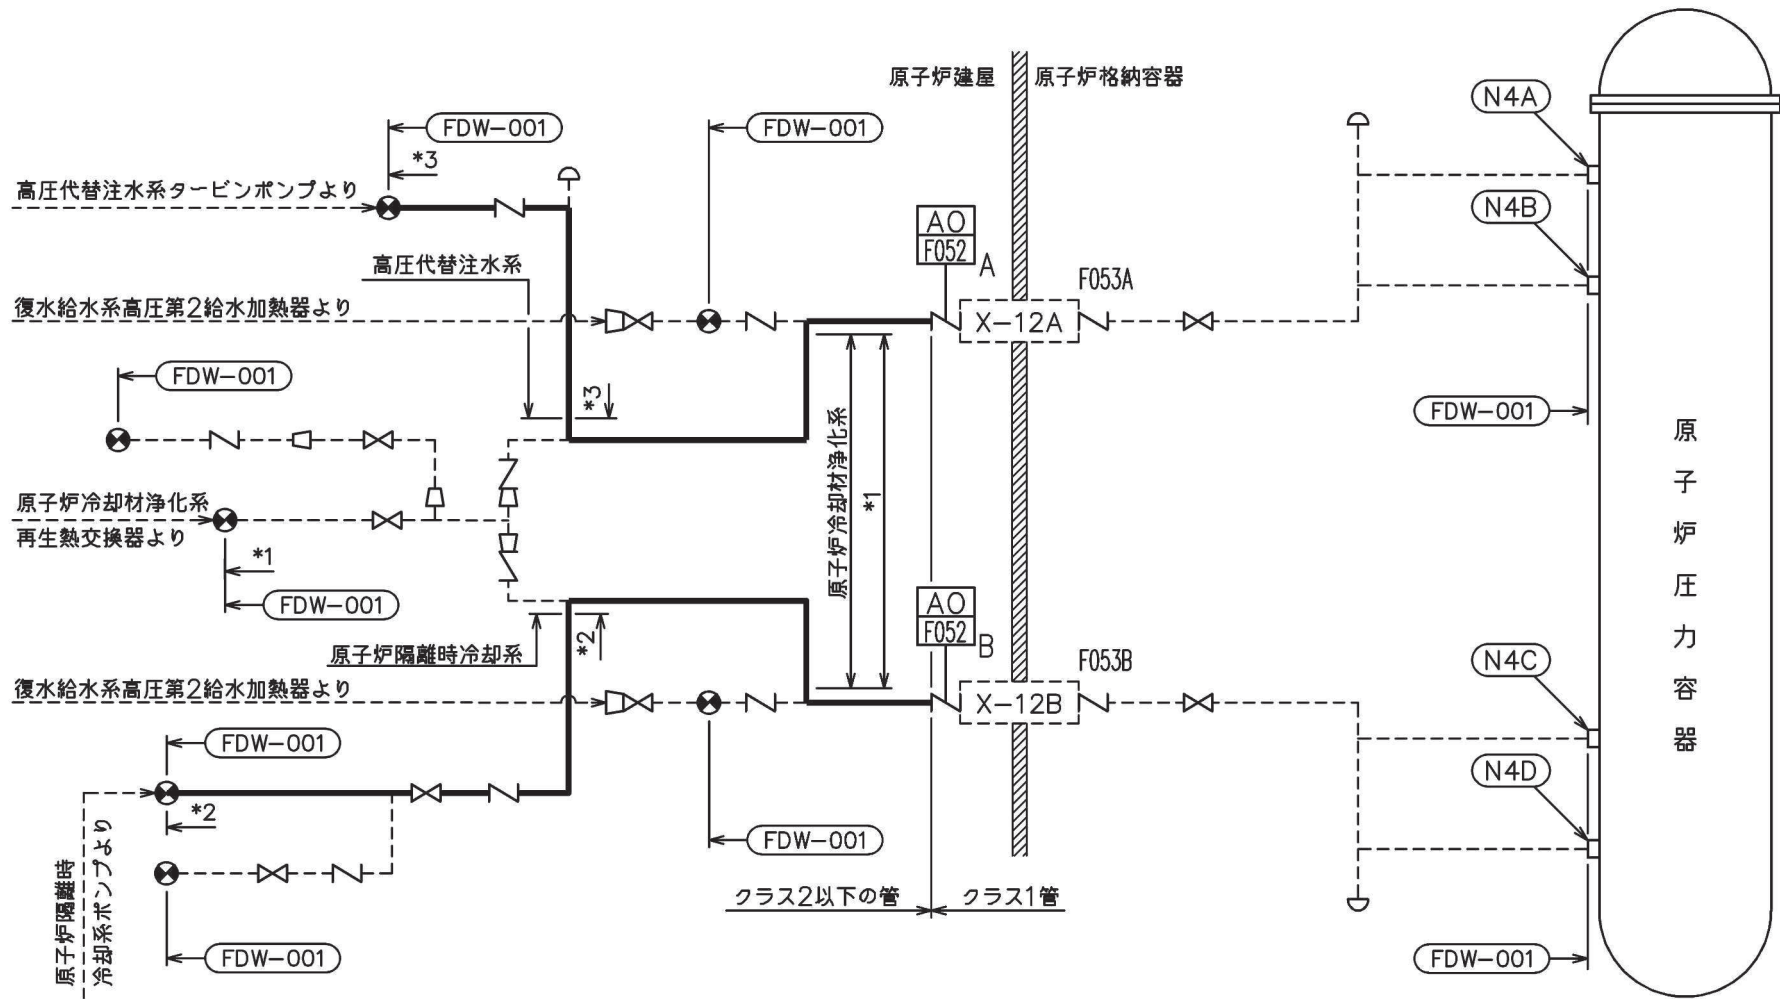 原子炉建屋
原子炉格納容器
N4A
FDW-001
FDW-001
*3
高圧代替注水系タービンポンプより
N4B
AO
F052
A
高圧代替注水系
F053A
復水給水系高圧第2給水加熱器より
X-12A
FDW-001
*3
FDW-001
原子炉冷却材浄化系
*1
原子炉圧力容器
原子炉冷却材浄化系
再生熱交換器より
*1
FDW-001
AO
F052
B
*2
原子炉隔離時冷却系
F053B
N4C
復水給水系高圧第2給水加熱器より
X-12B
FDW-001
N4D
*2
FDW-001
原子炉隔離時
冷却系ポンプより
クラス2以下の管
クラス1管
FDW-001
FDW-001